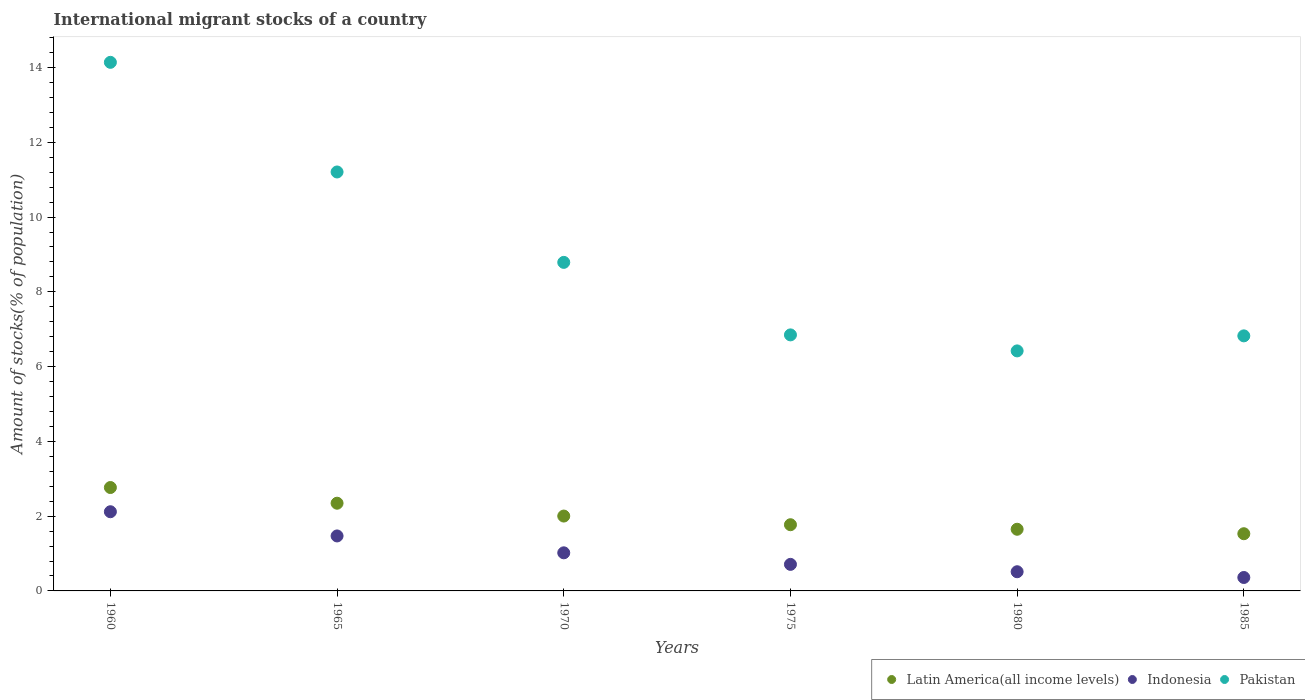 International migrant stocks of a country
Amount of stocks(% of population)
14
12
10
8
6
4
2
0
1960
1965
1970
1975
1980
1985
Years
Latin America(all income levels)
Indonesia
Pakistan